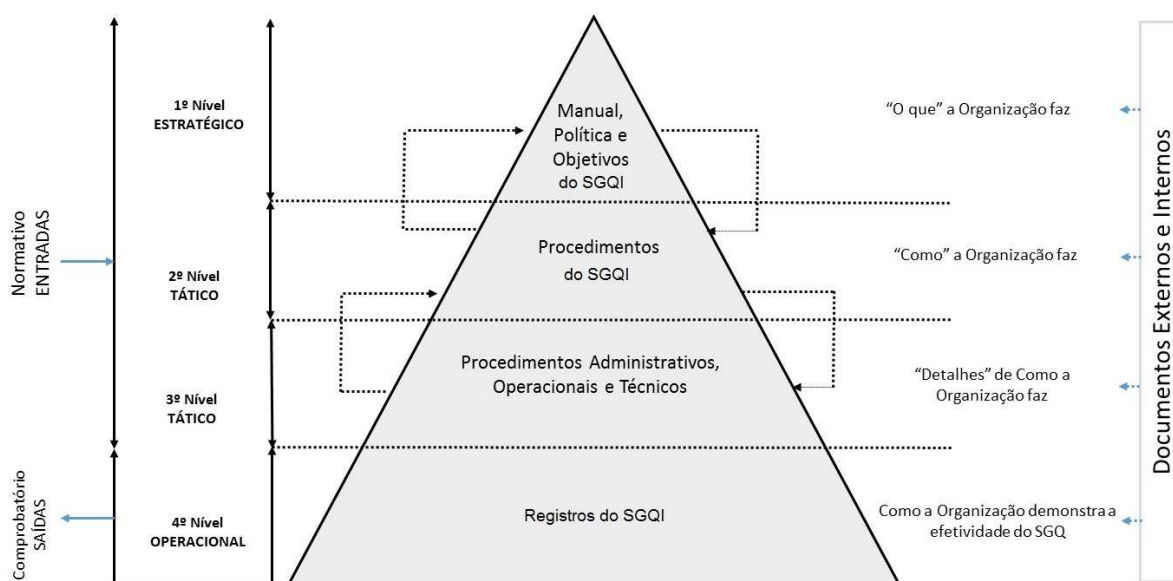 Normativo
ENTRADAS
Comprobatório
SAÍDAS
1º Nível
ESTRATÉGICO
2º Nível
TÁTICO
3º Nível
TÁTICO
4º Nível
OPERACIONAL
Manual,
Política e
Objetivos
do SGQI
Procedimentos
do SGQI
Procedimentos Administrativos,
Operacionais e Técnicos
Registros do SGQI
“O que” a Organização faz
“Como” a Organização faz
“Detalhes” de Como a
Organização faz
Como a Organização demonstra a
efetividade do SGQ
Documentos Externos e Internos